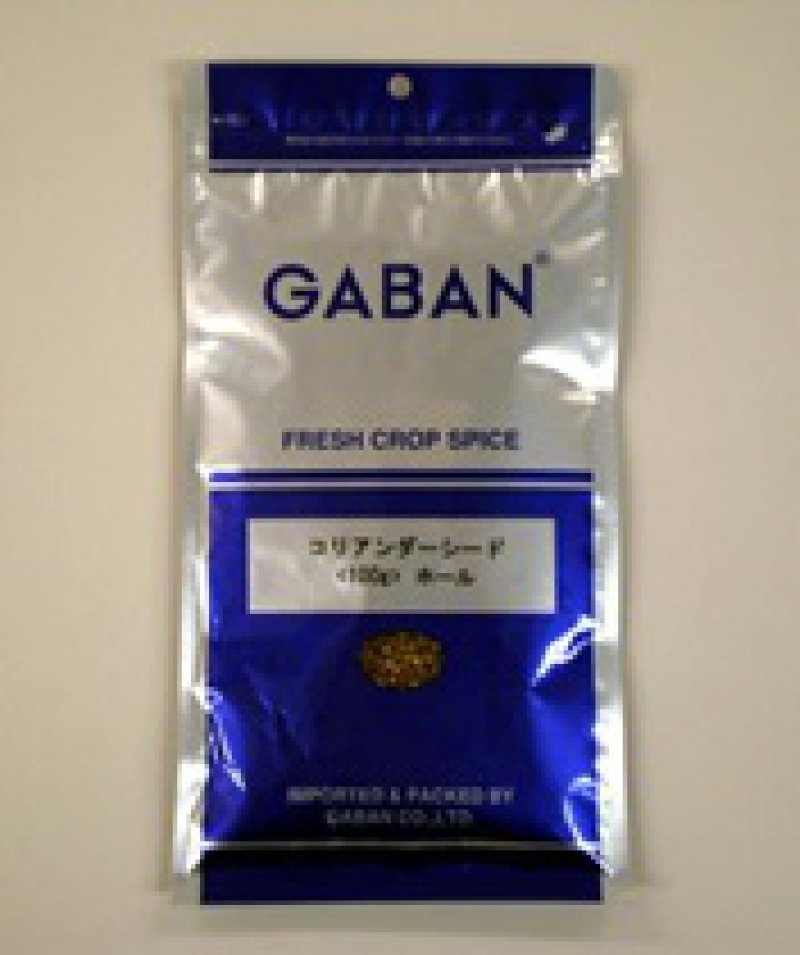 GABAN®
FRESH CROP SPICE
コリアンダーシード
<100g> ホール
IMPORTED & PACKED BY
GABAN CO.,LTD.